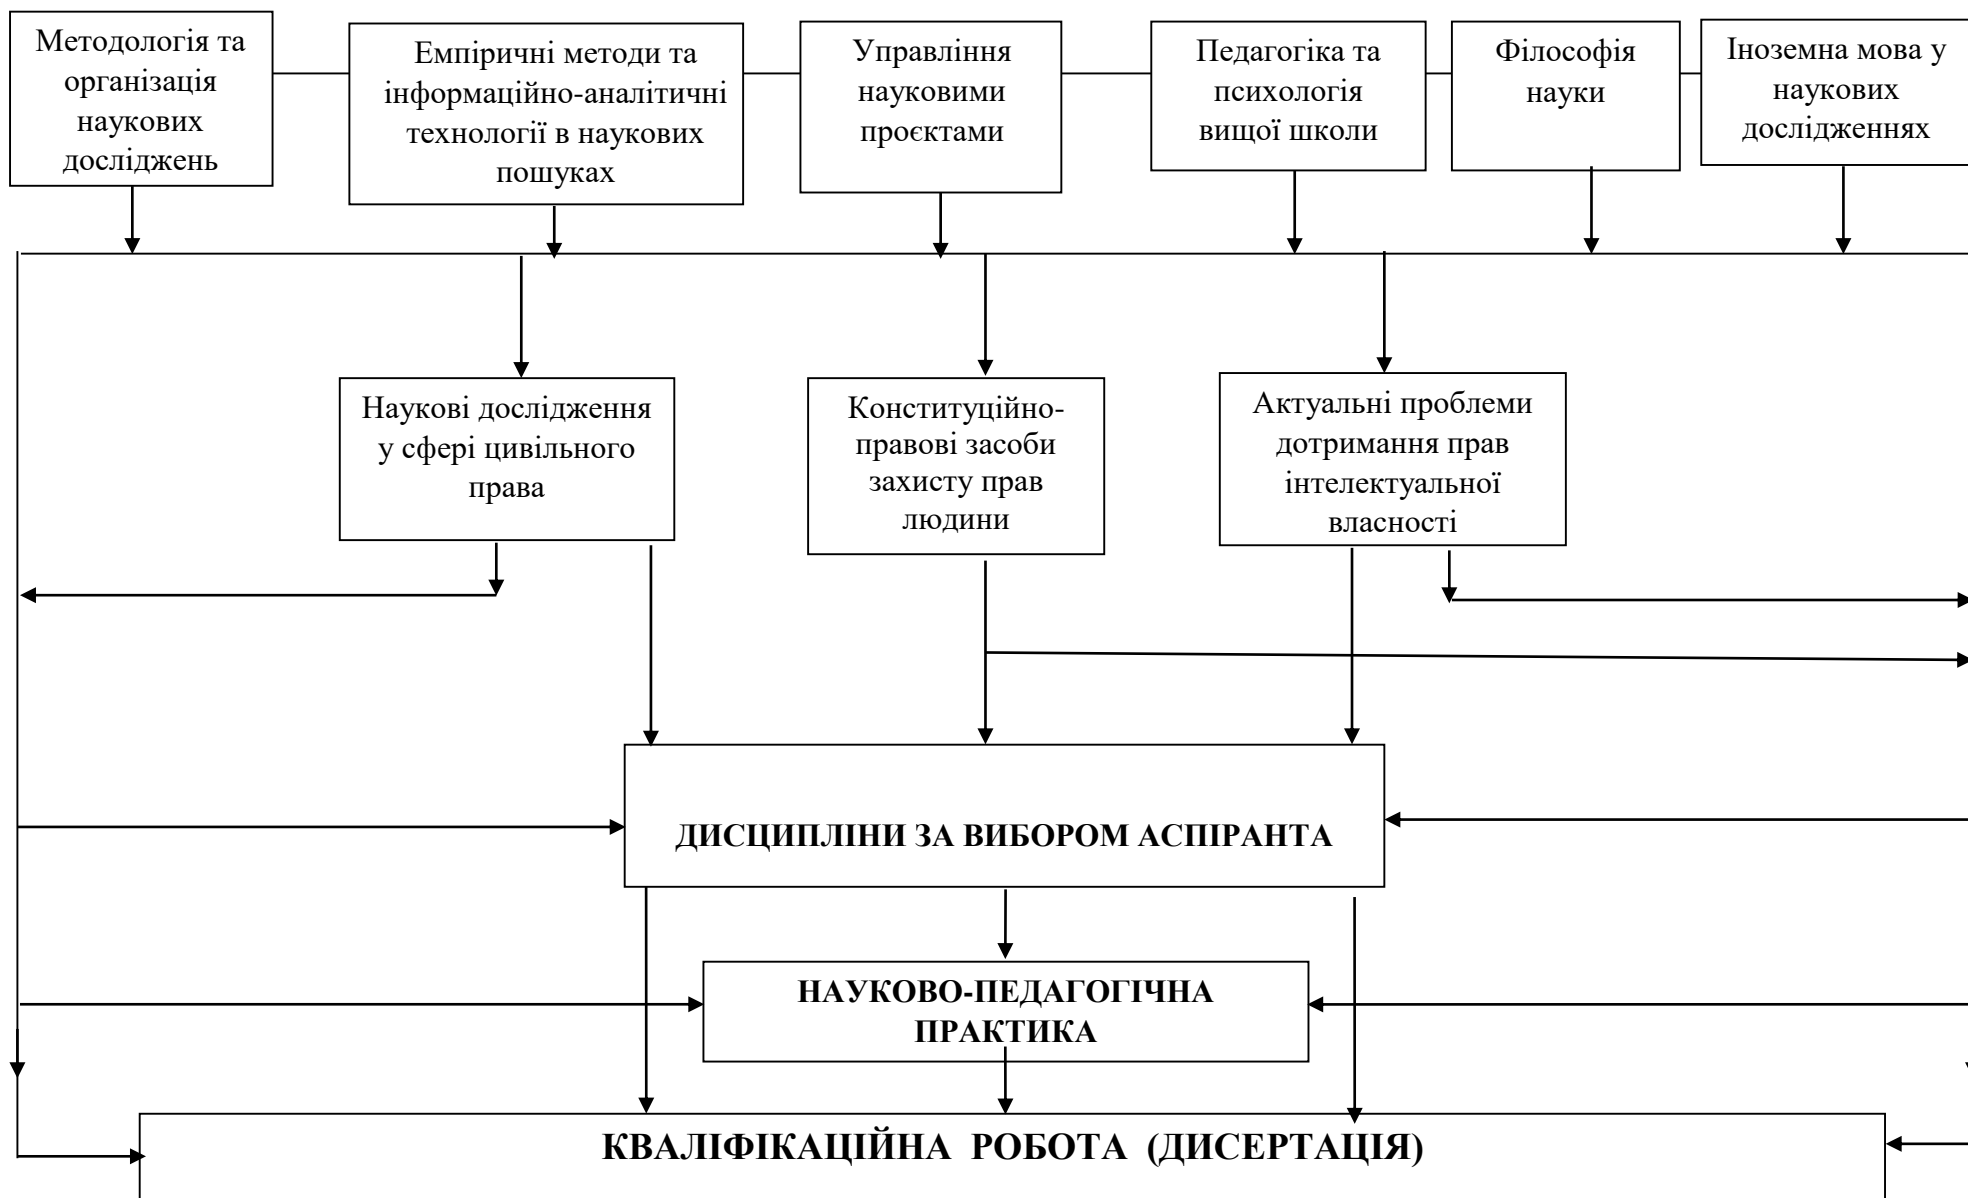 Методологія та
організація
наукових
досліджень
Емпіричні методи та
інформаційно-аналітичні
технології в наукових
пошуках
Управління
науковими
проєктами
Педагогіка та
психологія
вищої школи
Філософія
науки
Іноземна мова у
наукових
дослідженнях
Наукові дослідження
у сфері цивільного
права
Конституційно-
правові засоби
захисту прав
людини
Актуальні проблеми
дотримання прав
інтелектуальної
власності
ДИСЦИПЛІНИ ЗА ВИБОРОМ АСПІРАНТА
НАУКОВО-ПЕДАГОГІЧНА
ПРАКТИКА
КВАЛІФІКАЦІЙНА РОБОТА (ДИСЕРТАЦІЯ)